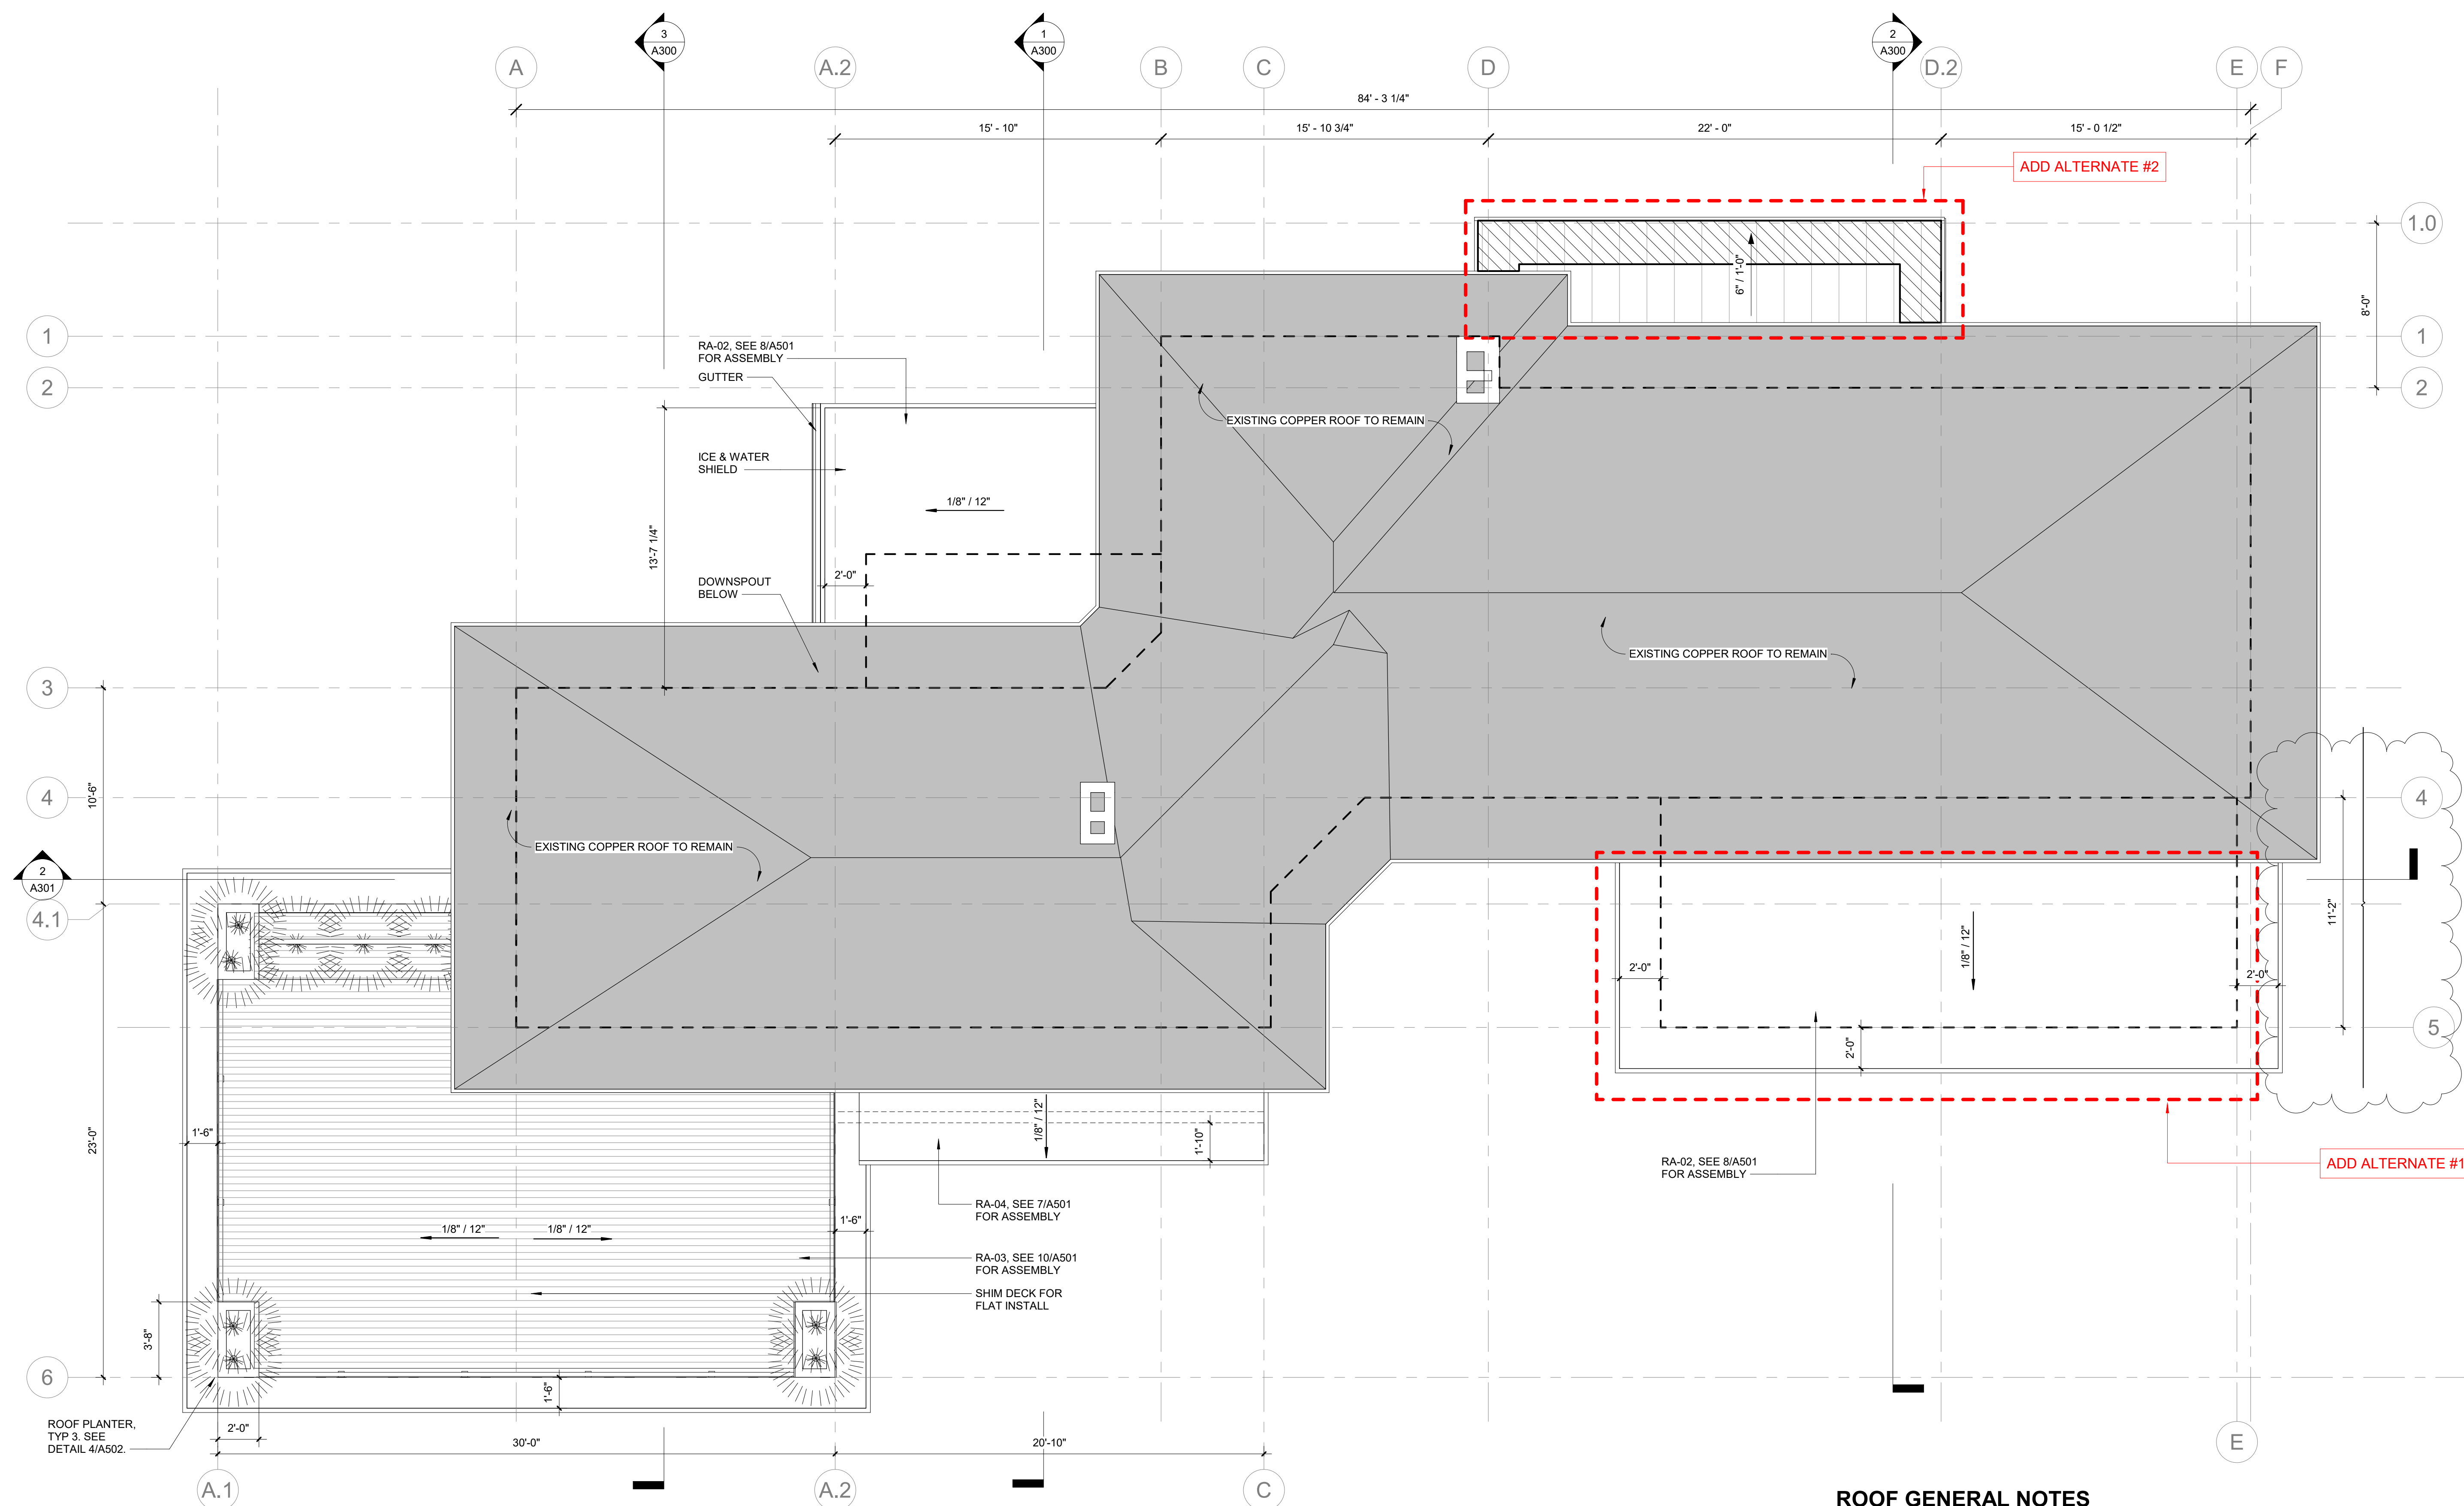 3
A300
1
A300
2
A300
A
A.2
B
C
D
D.2
E
F
84' - 3 1/4"
15' - 10"
15' - 10 3/4"
22' - 0"
15' - 0 1/2"
ADD ALTERNATE #2
1.0
6" / 1'-0"
8'-0"
1
1
2
2
RA-02, SEE 8/A501
FOR ASSEMBLY
GUTTER
EXISTING COPPER ROOF TO REMAIN
ICE & WATER
SHIELD
1/8" / 12"
13'-7 1/4"
2'-0"
DOWNSPOUT
BELOW
EXISTING COPPER ROOF TO REMAIN
3
4
10'-6"
4
EXISTING COPPER ROOF TO REMAIN
2
A301
4.1
11'-2"
1/8" / 12"
2'-0"
2'-0"
5
2'-0"
23'-0"
1'-6"
1/8" / 12"
1'-10"
RA-02, SEE 8/A501
FOR ASSEMBLY
ADD ALTERNATE #1
RA-04, SEE 7/A501
FOR ASSEMBLY
1'-6"
1/8" / 12"
1/8" / 12"
RA-03, SEE 10/A501
FOR ASSEMBLY
SHIM DECK FOR
FLAT INSTALL
3'-8"
6
1'-6"
ROOF PLANTER,
TYP 3. SEE
DETAIL 4/A502.
2'-0"
30'-0"
20'-10"
E
A.1
A.2
C
ROOF GENERAL NOTES